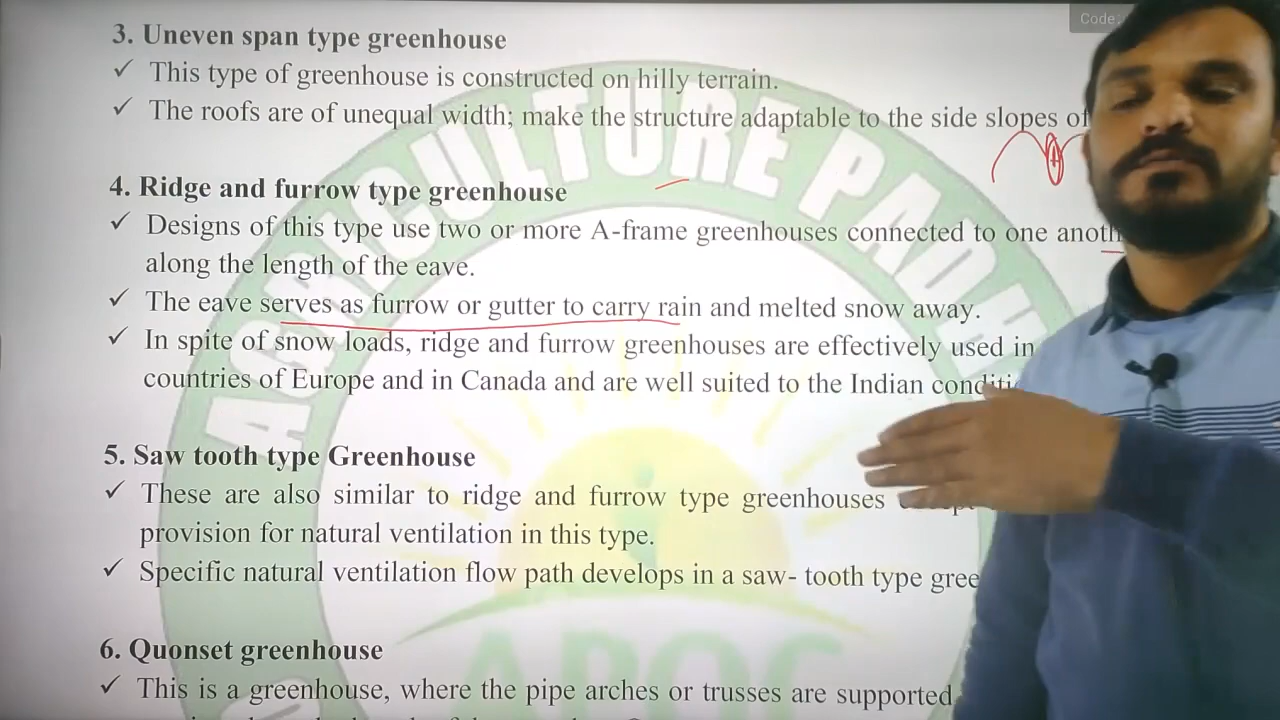 Code:
3. Uneven span type greenhouse
✓ This type of greenhouse is constructed on hilly terrain.
✓ The roofs are of unequal width; make the structure adaptable to the side slopes of
4. Ridge and furrow type greenhouse
✓ Designs of this type use two or more A-frame greenhouses connected to one
along the length of the eave.
✓ The eave serves as furrow or gutter to carry rain and melted snow away.
✓ In spite of snow loads, ridge and furrow greenhouses are effectively used in
countries of Europe and in Canada and are well suited to the Indian
5. Saw tooth type Greenhouse
✓ These are also similar to ridge and furrow type greenhouses
provision for natural ventilation in this type.
✓ Specific natural ventilation flow path develops in a saw- tooth type
6. Quonset greenhouse
✓ This is a greenhouse, where the pipe arches or trusses are supported
AGRICULTURE PADH